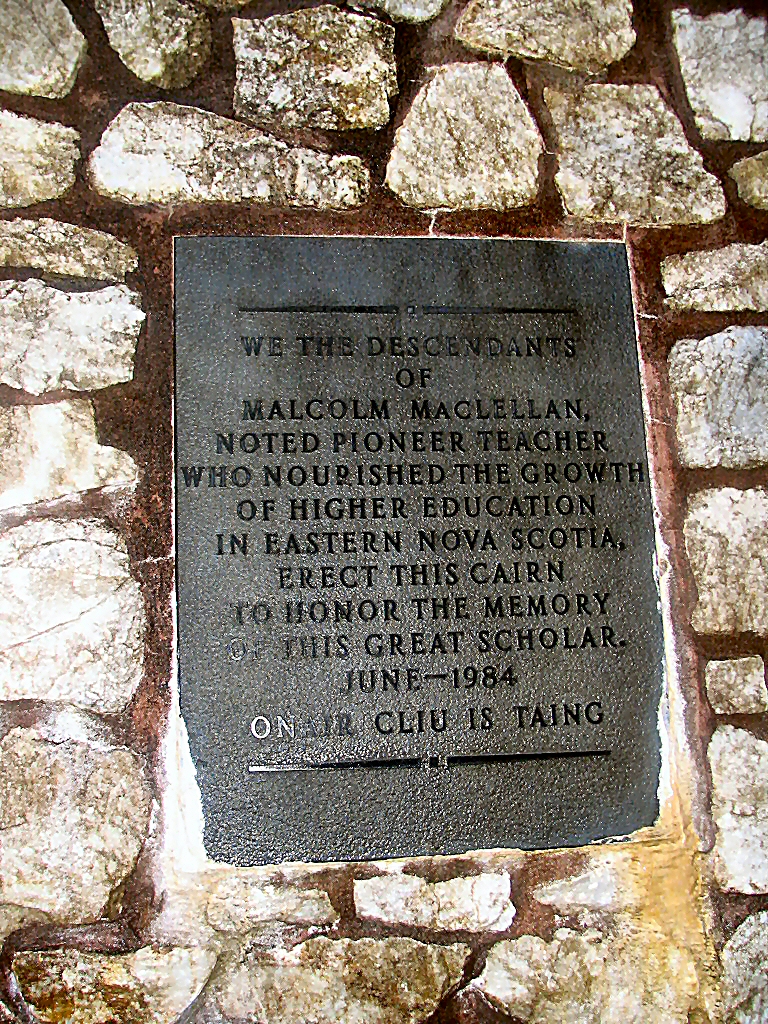 WE THE DESCENDANTS
OF
MALCOLM MACLELLAN,
NOTED PIONEER TEACHER
WHO NOURISHED THE GROWTH
OF HIGHER EDUCATION
IN EASTERN NOVA SCOTIA,
ERECT THIS CAIRN
TO HONOR THE MEMORY
OF THIS GREAT SCHOLAR.
JUNE—1984
ONAIR CLIU IS TAING